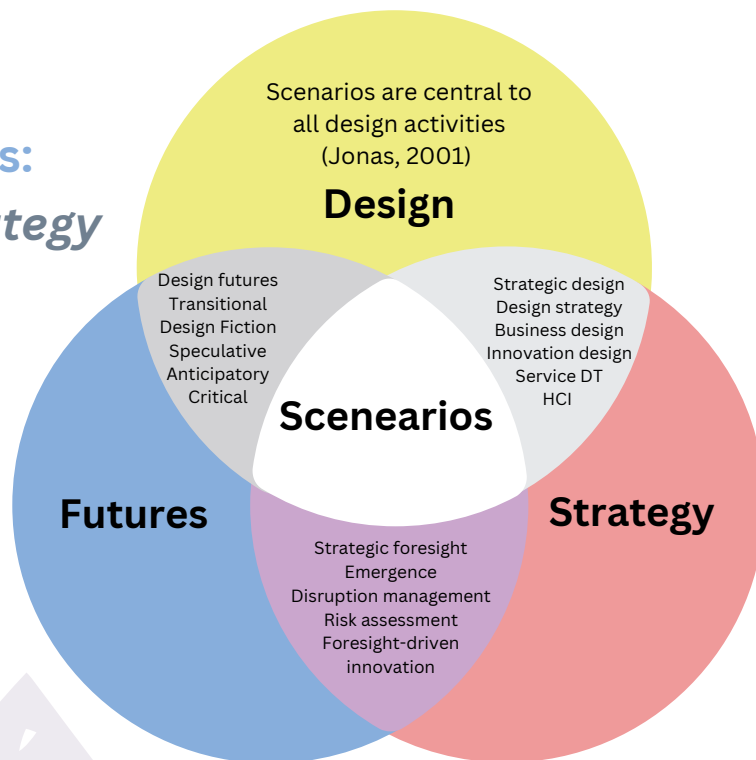 Scenarios are central to
all design activities
(Jonas, 2001)
s:
tegy
Design
Design futures
Transitional
Design Fiction
Speculative
Anticipatory
Critical
Strategic design
Design strategy
Business design
Innovation design
Service DT
HCI
Scenearios
Futures
Strategy
Strategic foresight
Emergence
Disruption management
Risk assessment
Foresight-driven
innovation